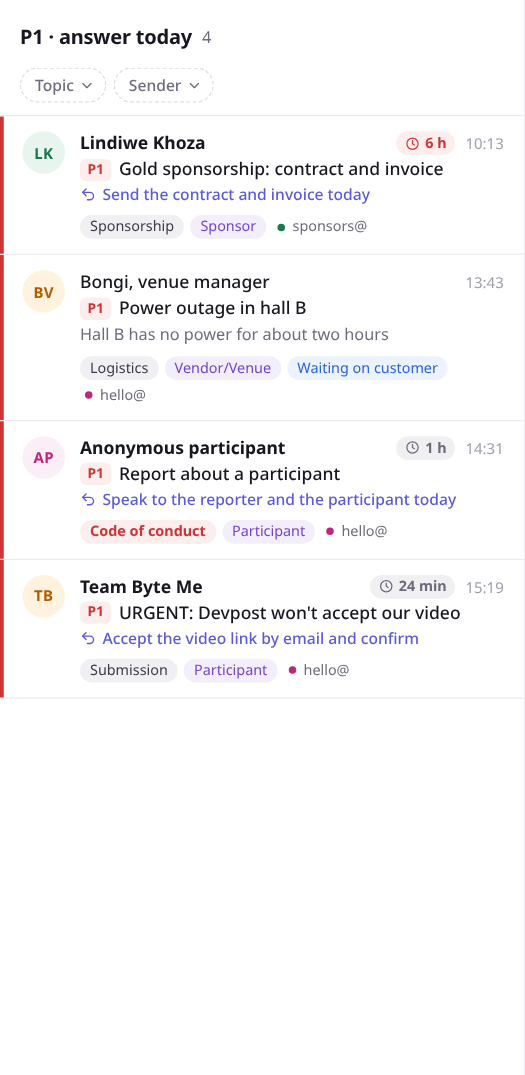 P1 · answer today 4
Topic Sender
LK Lindiwe Khoza 6 h 10:13
P1 Gold sponsorship: contract and invoice
Send the contract and invoice today
Sponsorship Sponsor sponsors@
BV Bongi, venue manager 13:43
P1 Power outage in hall B
Hall B has no power for about two hours
Logistics Vendor/Venue Waiting on customer
hello@
AP Anonymous participant 1 h 14:31
P1 Report about a participant
Speak to the reporter and the participant today
Code of conduct Participant hello@
TB Team Byte Me 24 min 15:19
P1 URGENT: Devpost won't accept our video
Accept the video link by email and confirm
Submission Participant hello@